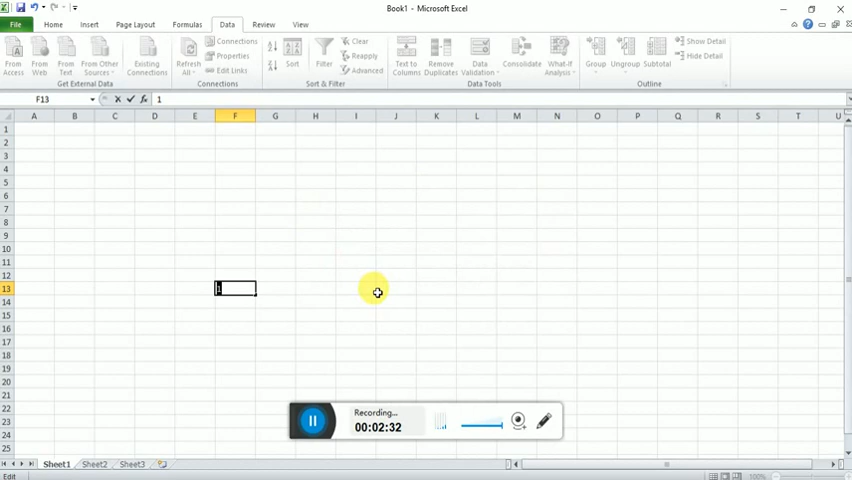 Book1 - Microsoft Excel
File Home Insert Page Layout Formulas Data Review View
From Access
From Web
From Text
From Other Sources
Existing Connections
Get External Data
Refresh All
Connections
Properties
Edit Links
Connections
Sort
Filter
Clear
Reapply
Advanced
Sort & Filter
Text to Columns
Remove Duplicates
Data Validation
Consolidate
What-If Analysis
Data Tools
Group
Ungroup
Subtotal
Show Detail
Hide Detail
Outline
F13 fx 1
A B C D E F G H I J K L M N O P Q R S T U
1
2
3
4
5
6
7
8
9
10
11
12
13 1
14
15
16
17
18
19
20
21
22
23
24
25
Recording...
00:02:32
Sheet1 Sheet2 Sheet3
Edit 100%